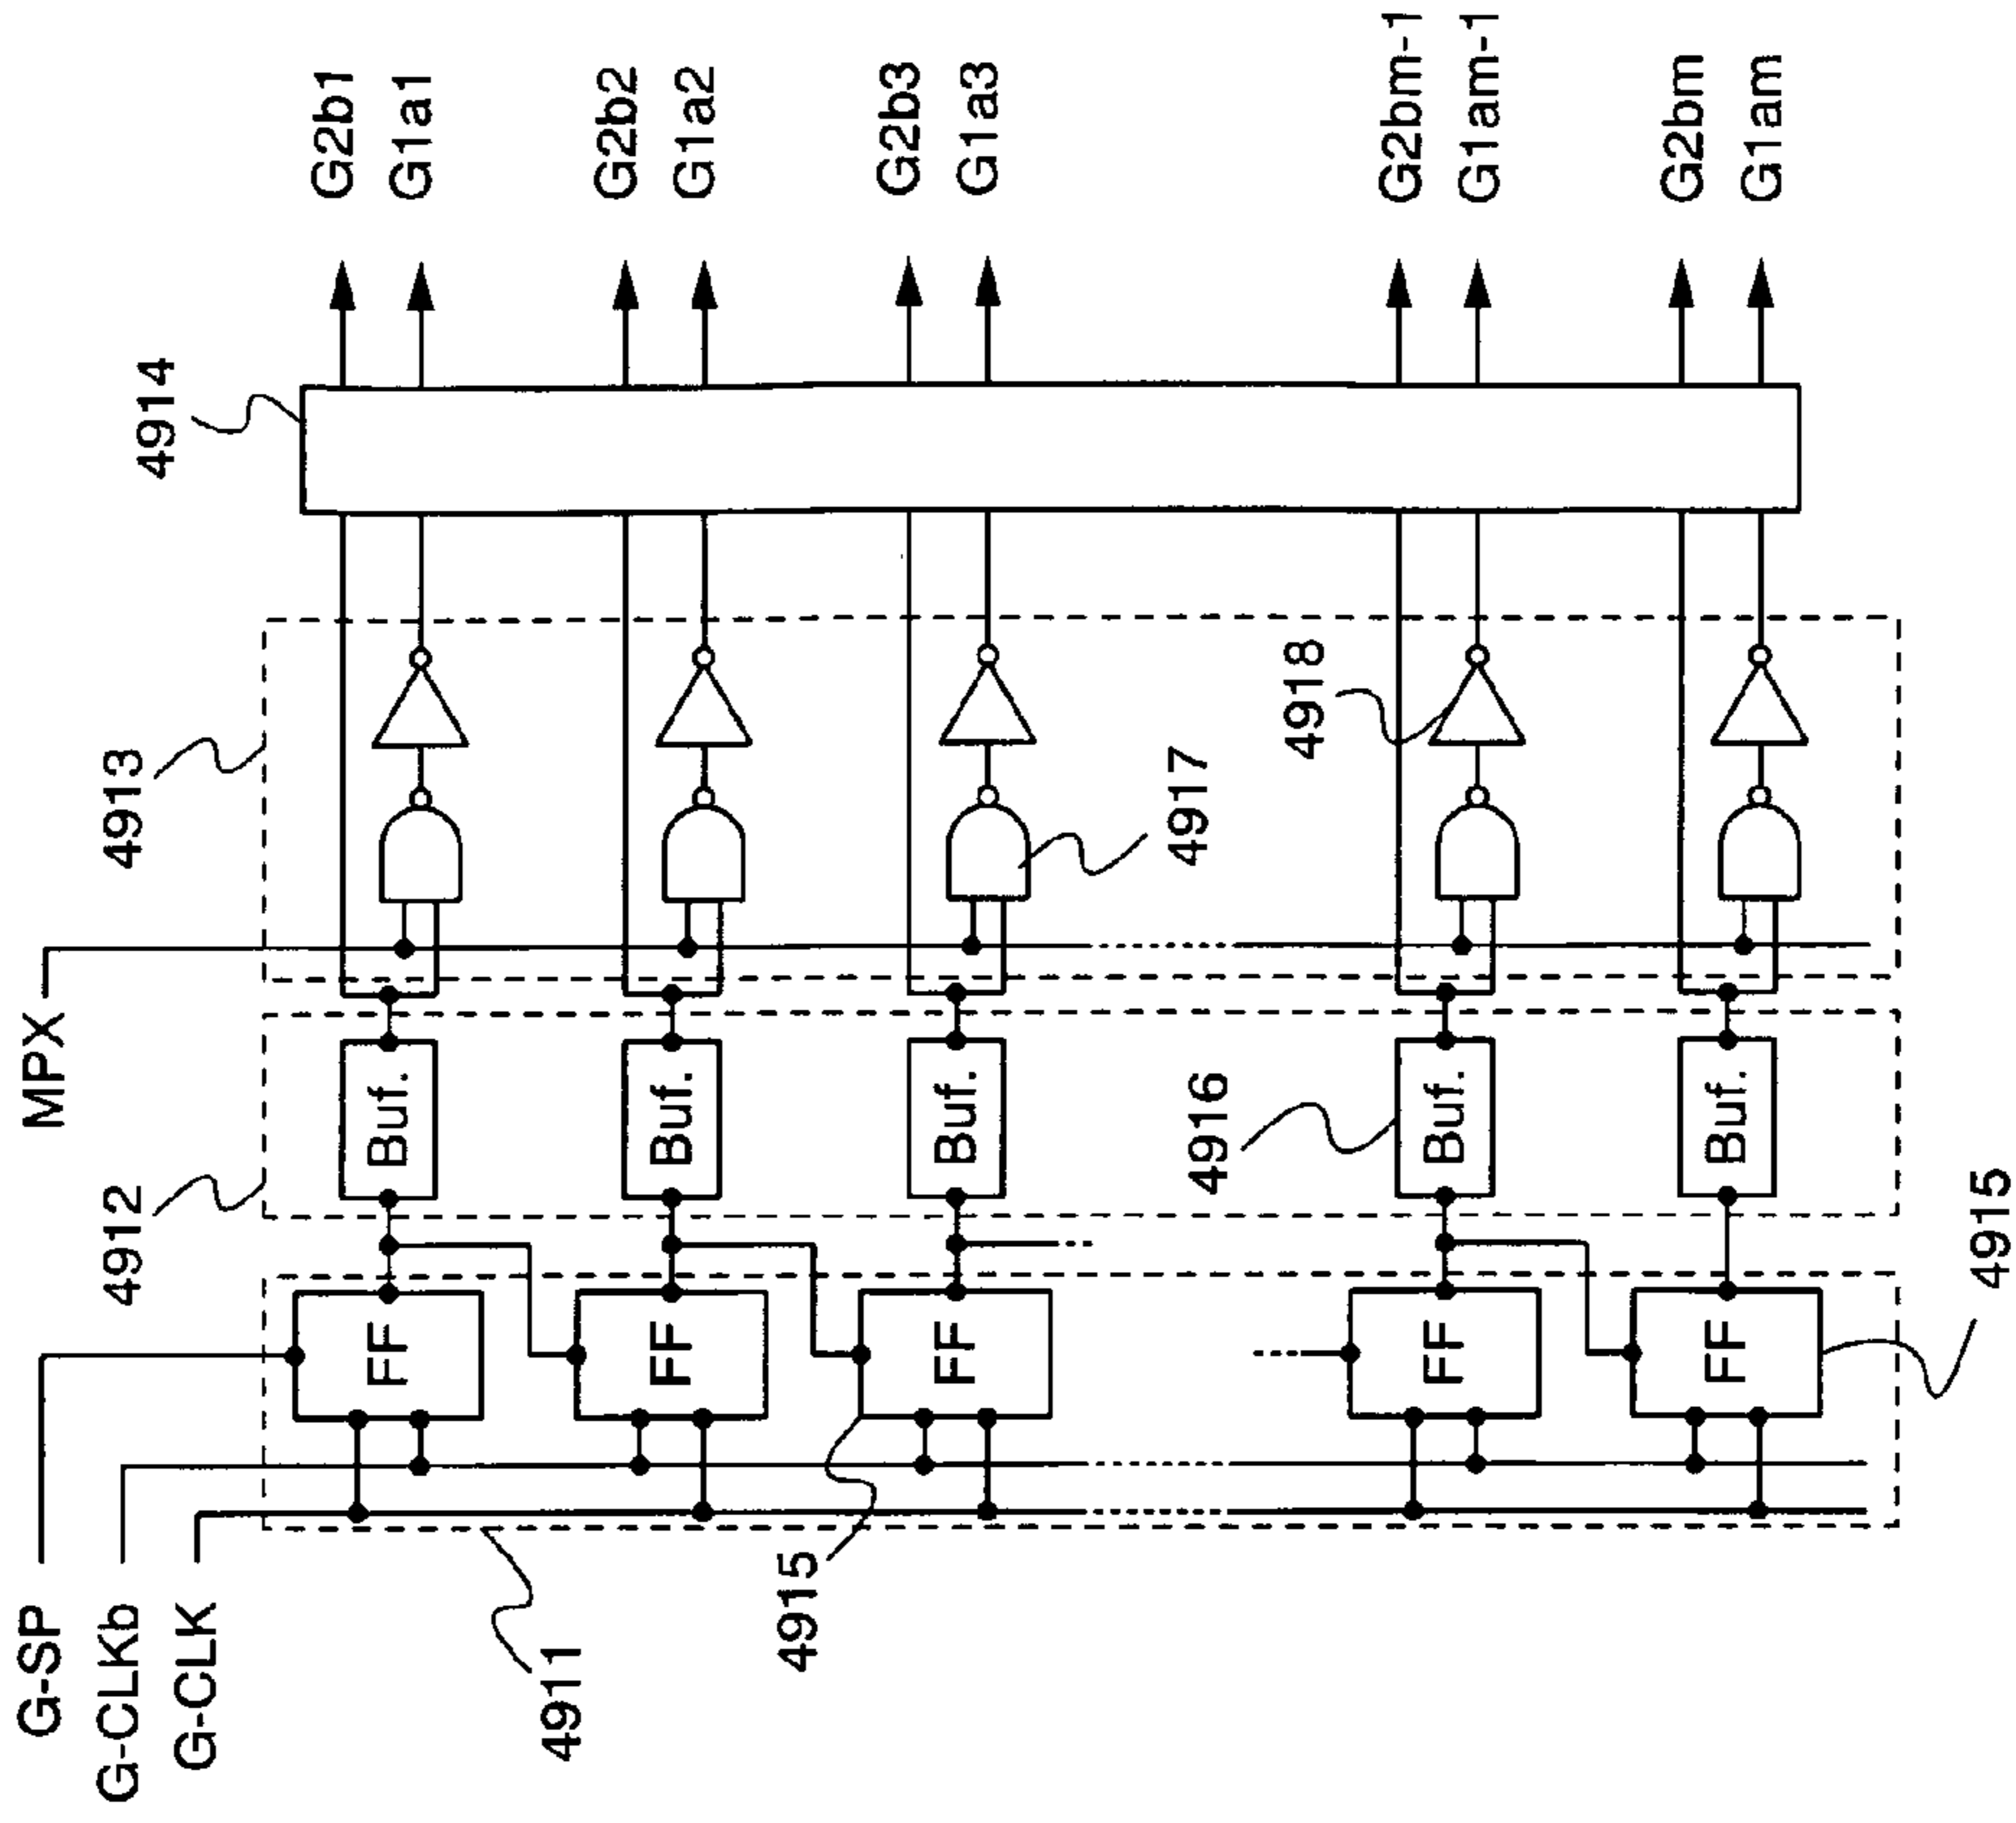 G2b1
G1a1
G2b2
G1a2
G2b3
G1a3
G2bm-1
G1am-1
G2bm
G1am
4914
4913
4918
4917
MPX
4912
Buf.
Buf.
Buf.
4916
Buf.
Buf.
FF
FF
FF
FF
FF
4915
4915
4911
G-SP
G-CLKb
G-CLK